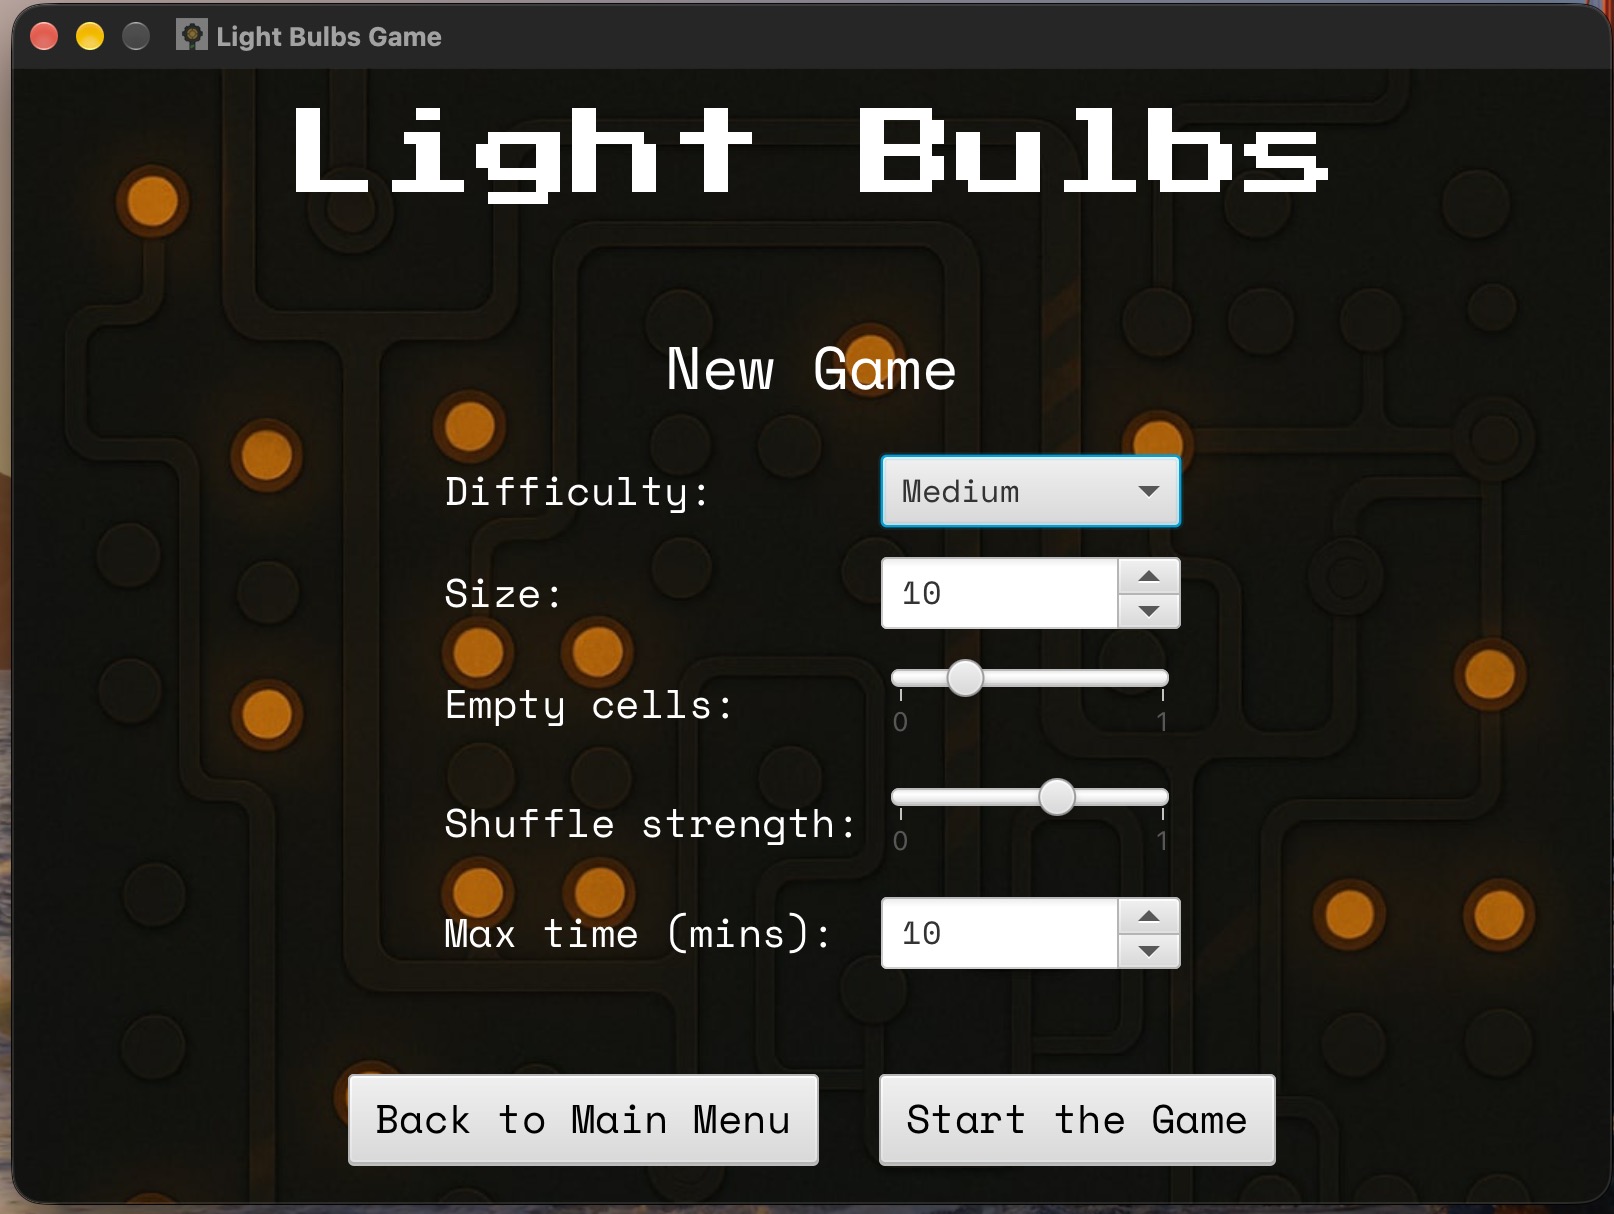 Light Bulbs Game
Light Bulbs
New Game
Difficulty: Medium
Size: 10
Empty cells:
0 1
Shuffle strength:
0 1
Max time (mins): 10
Back to Main Menu Start the Game